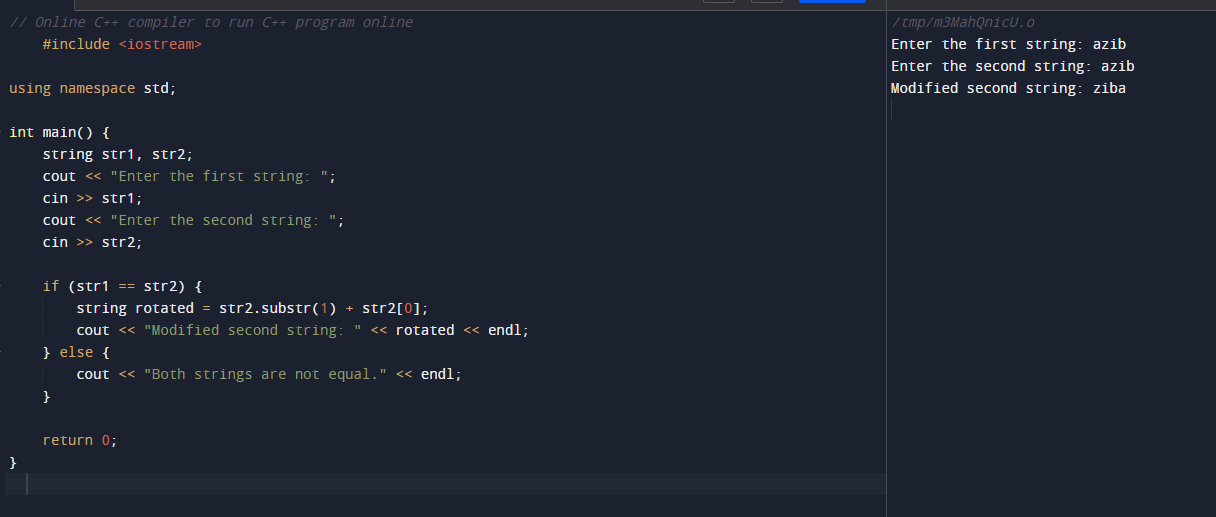 // Online C++ compiler to run C++ program online
#include <iostream>
using namespace std;
int main() {
string str1, str2;
cout << "Enter the first string: ";
cin >> str1;
cout << "Enter the second string: ";
cin >> str2;
if (str1 == str2) {
string rotated = str2.substr(1) + str2[0];
cout << "Modified second string: " << rotated << endl;
} else {
cout << "Both strings are not equal." << endl;
}
return 0;
}
/tmp/m3MahQnicU.o
Enter the first string: azib
Enter the second string: azib
Modified second string: ziba